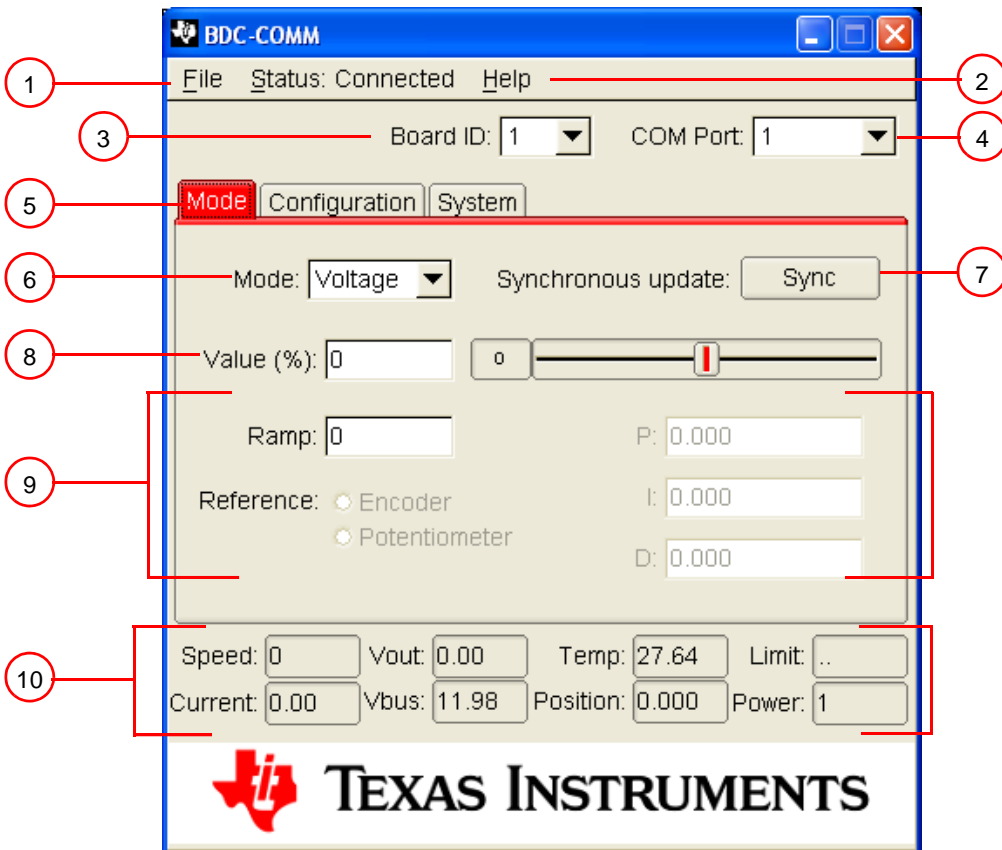 BDC-COMM
1 File Status: Connected Help 2
3 Board ID: 1 COM Port: 1 4
5 Mode Configuration System
6 Mode: Voltage Synchronous update: Sync 7
8 Value (%): 0 0
9
Ramp: 0 P: 0.000
Reference: Encoder I: 0.000
Potentiometer
D: 0.000
10
Speed: 0 Vout: 0.00 Temp: 27.64 Limit: ..
Current: 0.00 Vbus: 11.98 Position: 0.000 Power: 1
ti TEXAS INSTRUMENTS